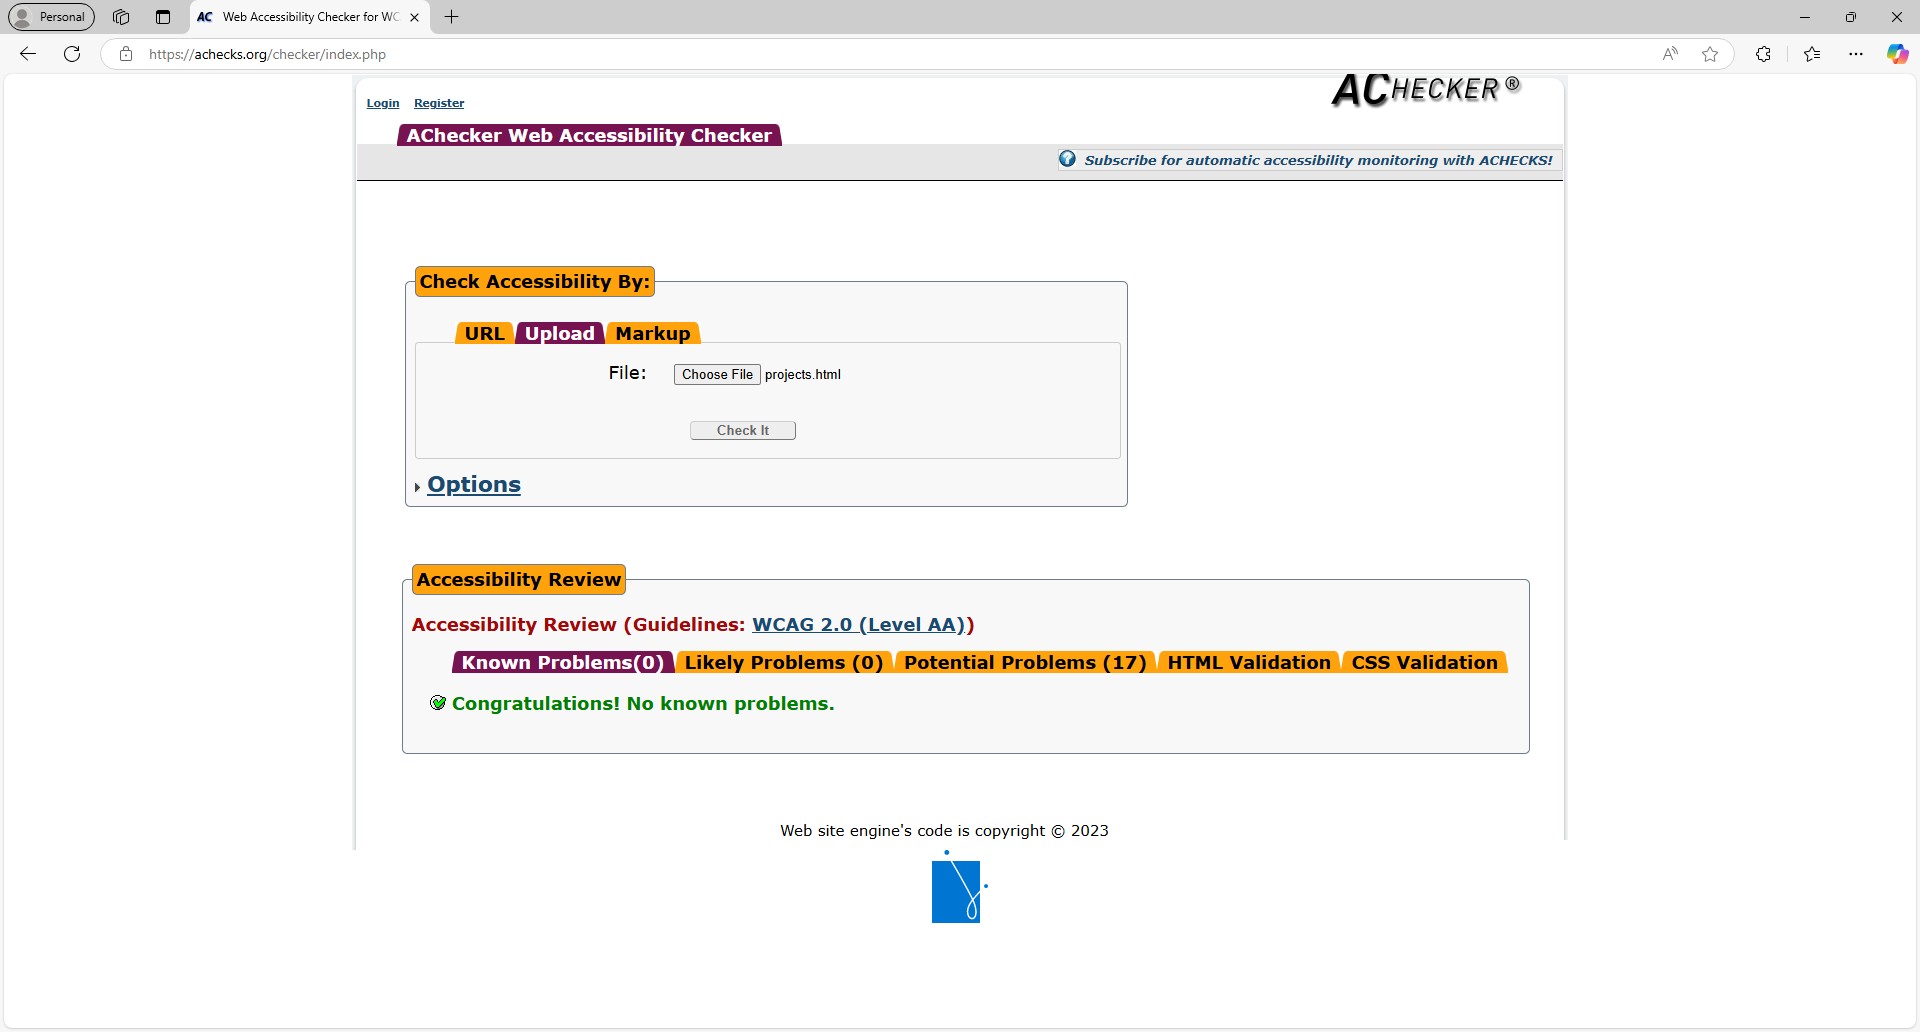 Personal
AC Web Accessibility Checker for WC
https://achecks.org/checker/index.php
Login Register
ACHECKER ®
AChecker Web Accessibility Checker
Subscribe for automatic accessibility monitoring with ACHECKS!
Check Accessibility By:
URL Upload Markup
File: Choose File projects.html
Check It
Options
Accessibility Review
Accessibility Review (Guidelines: WCAG 2.0 (Level AA))
Known Problems(0) Likely Problems (0) Potential Problems (17) HTML Validation CSS Validation
Congratulations! No known problems.
Web site engine's code is copyright © 2023